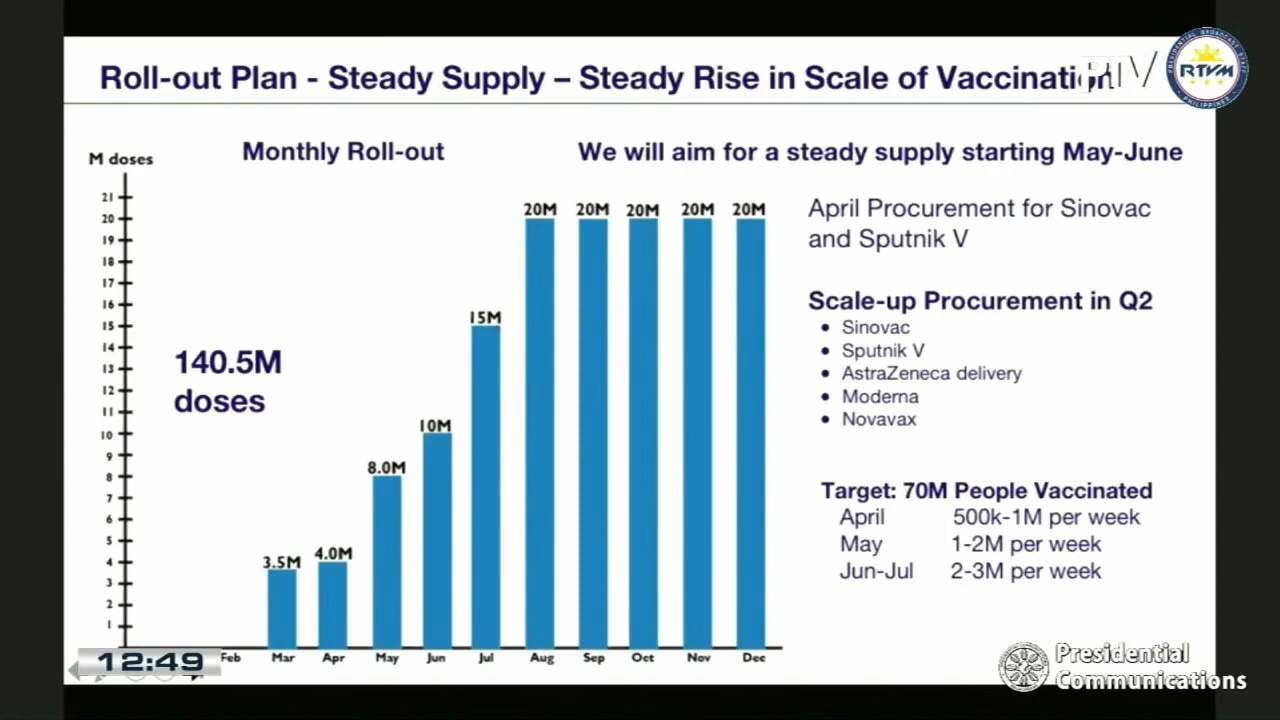 Roll-out Plan - Steady Supply – Steady Rise in Scale of Vaccination
RTVM
PHILIPPINES
Monthly Roll-out
We will aim for a steady supply starting May-June
M doses
21
20
19
18
17
16
15
14
13
12
11
10
9
8
7
6
5
4
3
2
1
140.5M
doses
3.5M
4.0M
8.0M
10M
15M
20M
20M
20M
20M
20M
Feb
Mar
Apr
May
Jun
Jul
Aug
Sep
Oct
Nov
Dec
April Procurement for Sinovac
and Sputnik V
Scale-up Procurement in Q2
• Sinovac
• Sputnik V
• AstraZeneca delivery
• Moderna
• Novavax
Target: 70M People Vaccinated
April 500k-1M per week
May 1-2M per week
Jun-Jul 2-3M per week
12:49
Presidential
Communications